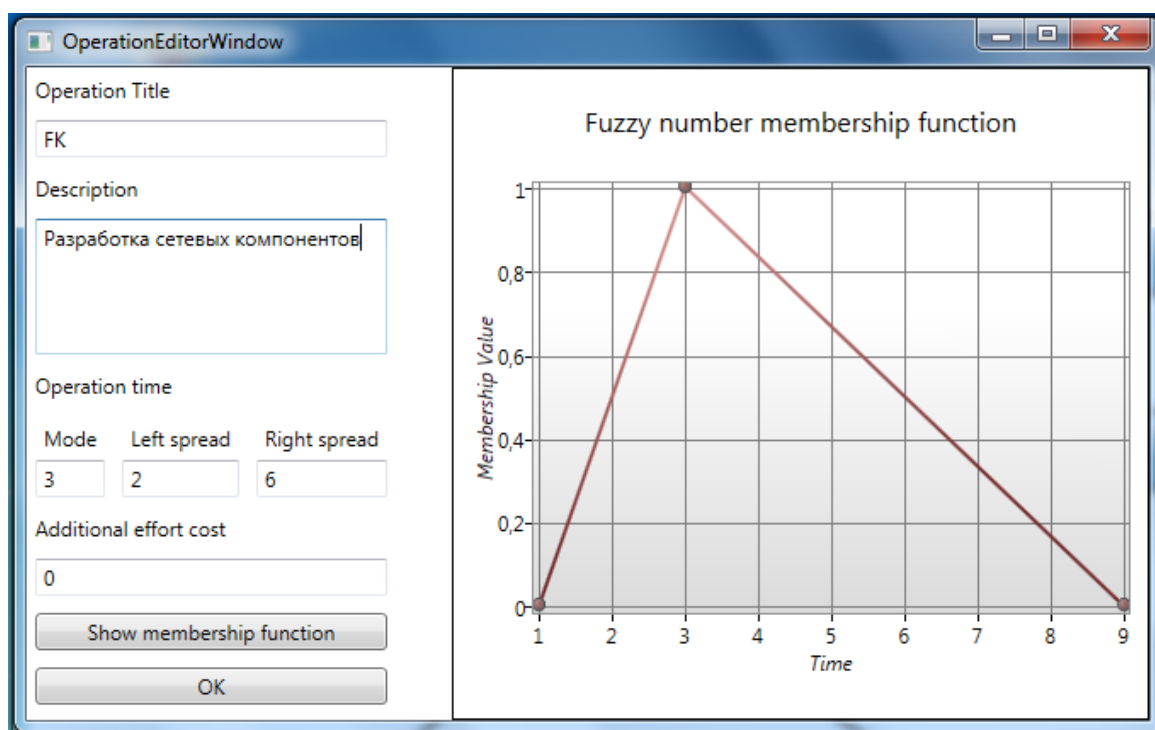 OperationEditorWindow
Operation Title
FK
Description
Разработка сетевых компонентов
Operation time
Mode Left spread Right spread
3 2 6
Additional effort cost
0
Show membership function
OK
Fuzzy number membership function
Membership Value
1
0,8
0,6
0,4
0,2
0
1 2 3 4 5 6 7 8 9
Time